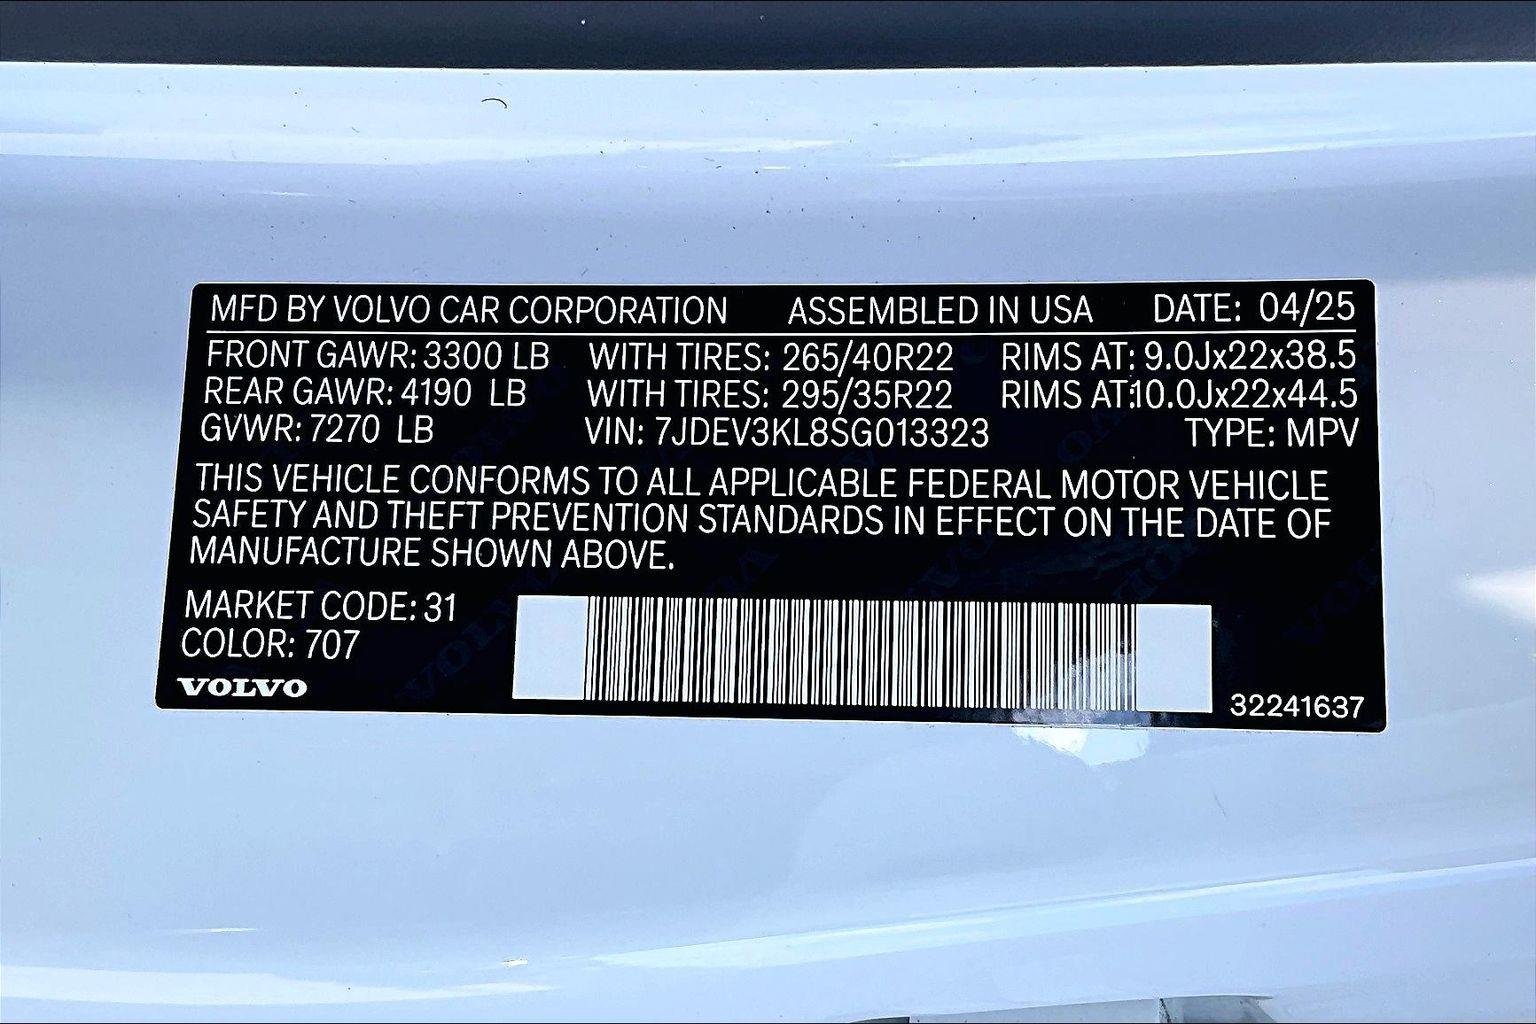 MFD BY VOLVO CAR CORPORATION ASSEMBLED IN USA DATE: 04/25
FRONT GAWR: 3300 LB WITH TIRES: 265/40R22 RIMS AT: 9.0Jx22x38.5
REAR GAWR: 4190 LB WITH TIRES: 295/35R22 RIMS AT:10.0Jx22x44.5
GVWR: 7270 LB VIN: 7JDEV3KL8SG013323 TYPE: MPV
THIS VEHICLE CONFORMS TO ALL APPLICABLE FEDERAL MOTOR VEHICLE
SAFETY AND THEFT PREVENTION STANDARDS IN EFFECT ON THE DATE OF
MANUFACTURE SHOWN ABOVE.
MARKET CODE: 31
COLOR: 707
VOLVO
32241637